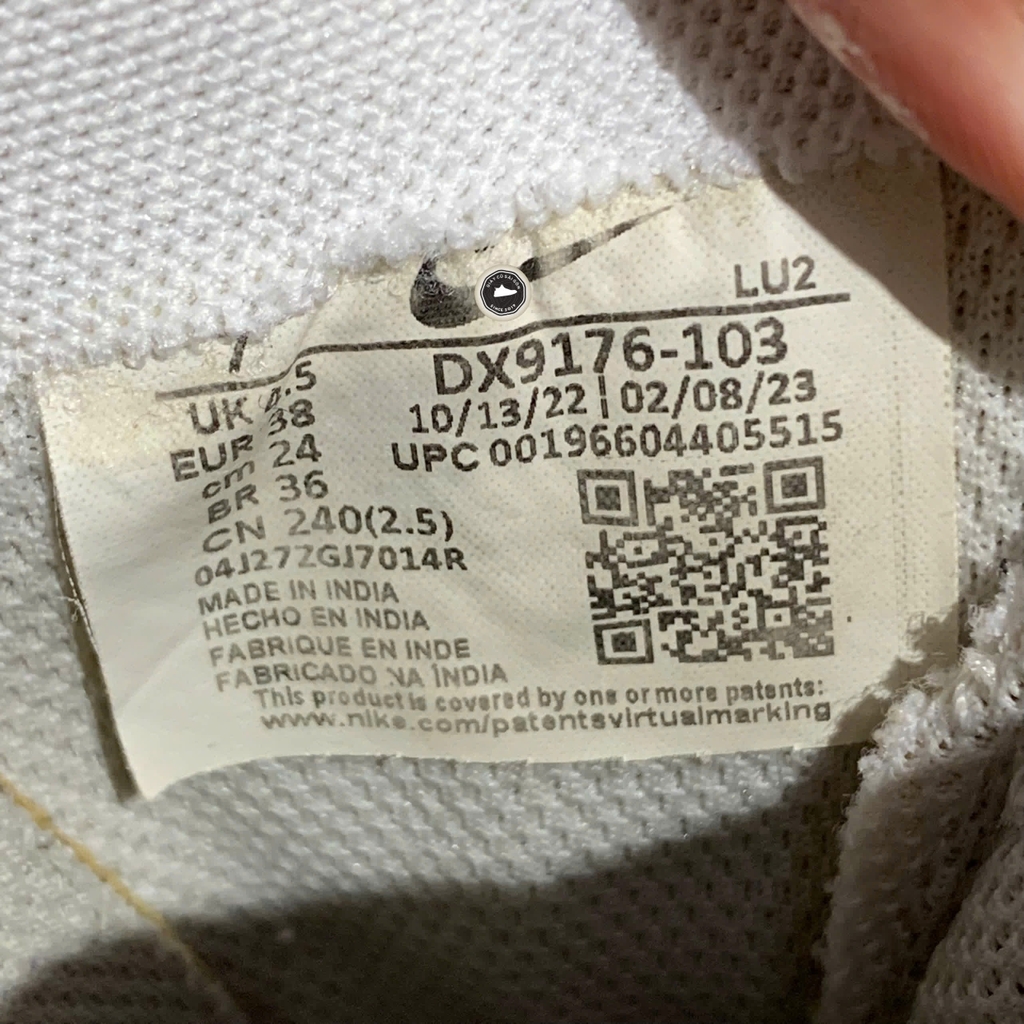 LU2
DX9176-103
10/13/22 | 02/08/23
UPC 00196604405515
UK .5
EUR 38
cm 24
BR 36
CN 240(2.5)
04J27ZGJ7014R
MADE IN INDIA
HECHO EN INDIA
FABRIQUE EN INDE
FABRICADO NA ÍNDIA
This product is covered by one or more patents:
www.nike.com/patentsvirtualmarking